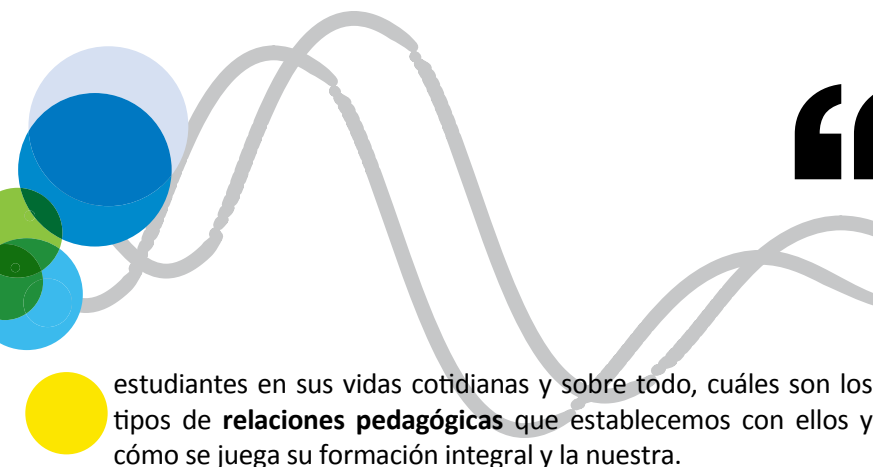 “
estudiantes en sus vidas cotidianas y sobre todo, cuáles son los
tipos de relaciones pedagógicas que establecemos con ellos y
cómo se juega su formación integral y la nuestra.